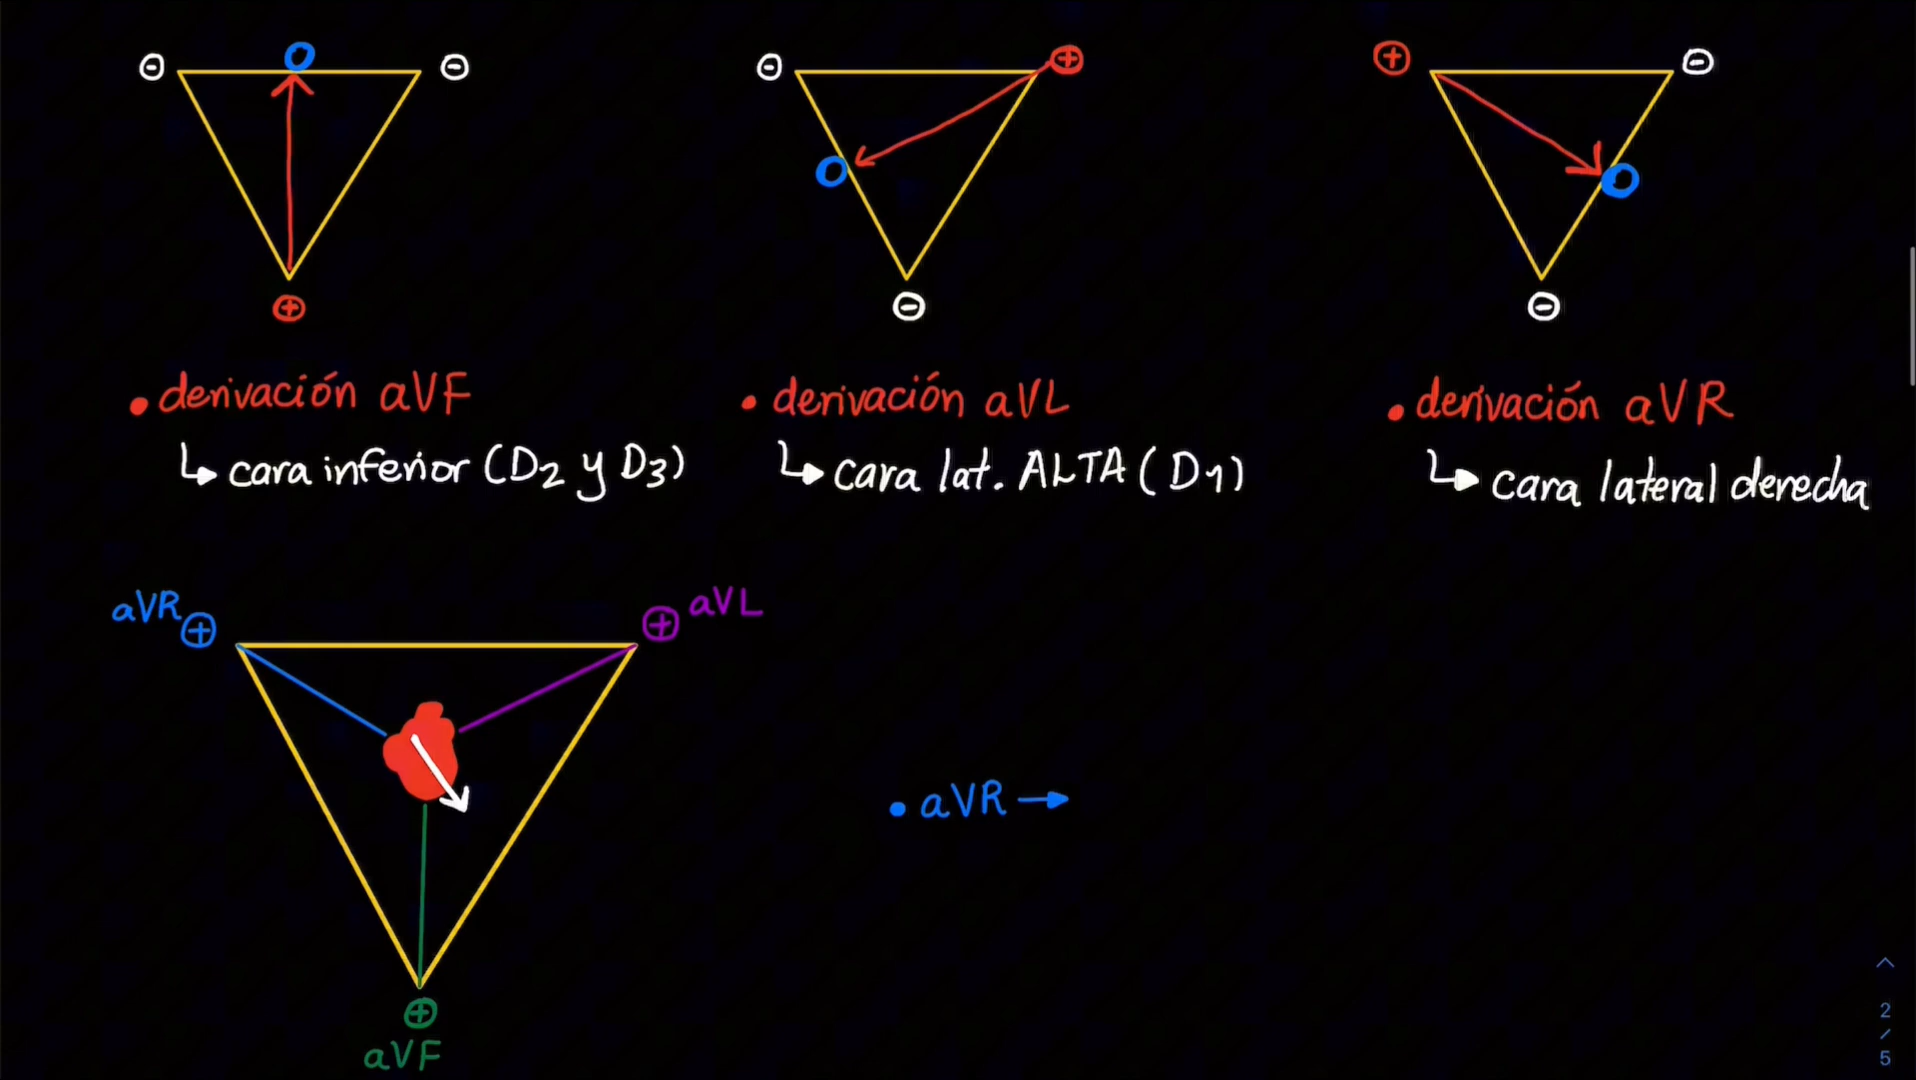 ⊖ O ⊖
⊕
⊖ ⊕
O
⊖
⊕ ⊖
O
⊖
• derivación aVF
↳ cara inferior (D2 y D3)
• derivación aVL
↳ cara lat. ALTA (D1)
• derivación aVR
↳ cara lateral derecha
aVR ⊕
⊕ aVL
• aVR →
⊕
aVF
2
/
5